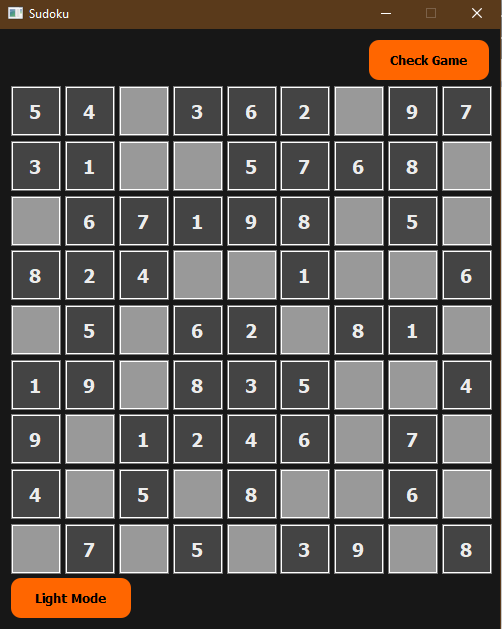 Sudoku
Check Game
5 4 3 6 2 9 7
3 1 5 7 6 8
6 7 1 9 8 5
8 2 4 1 6
5 6 2 8 1
1 9 8 3 5 4
9 1 2 4 6 7
4 5 8 6
7 5 3 9 8
Light Mode